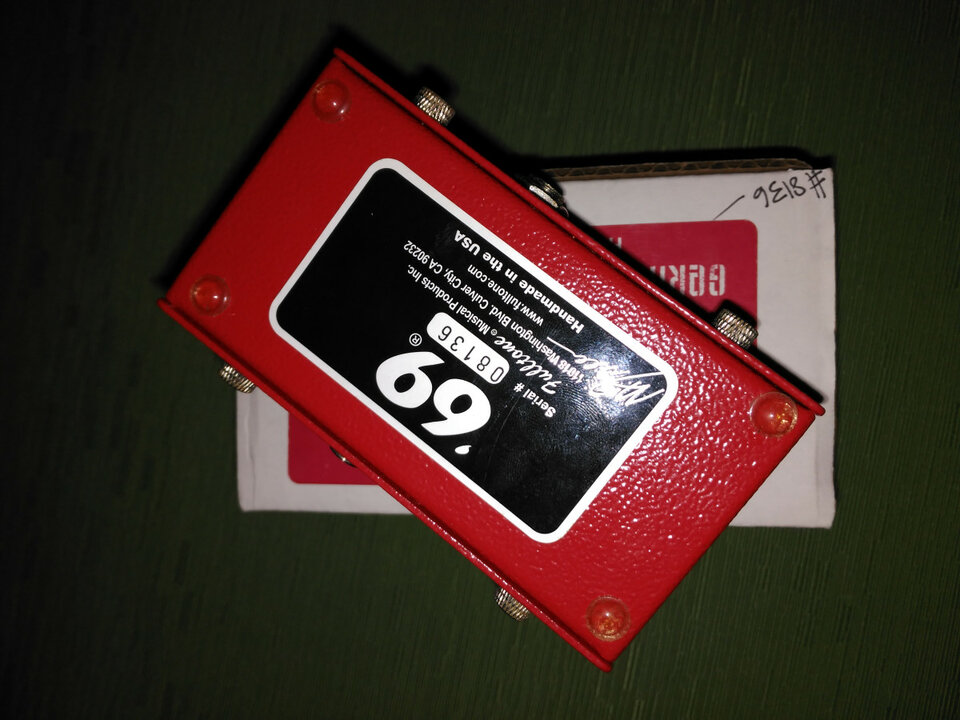 '69®
Serial # 08136
Fulltone® Musical Products Inc.
Washington Blvd. Culver City, CA 90232
www.fulltone.com
Handmade in the USA
#8136